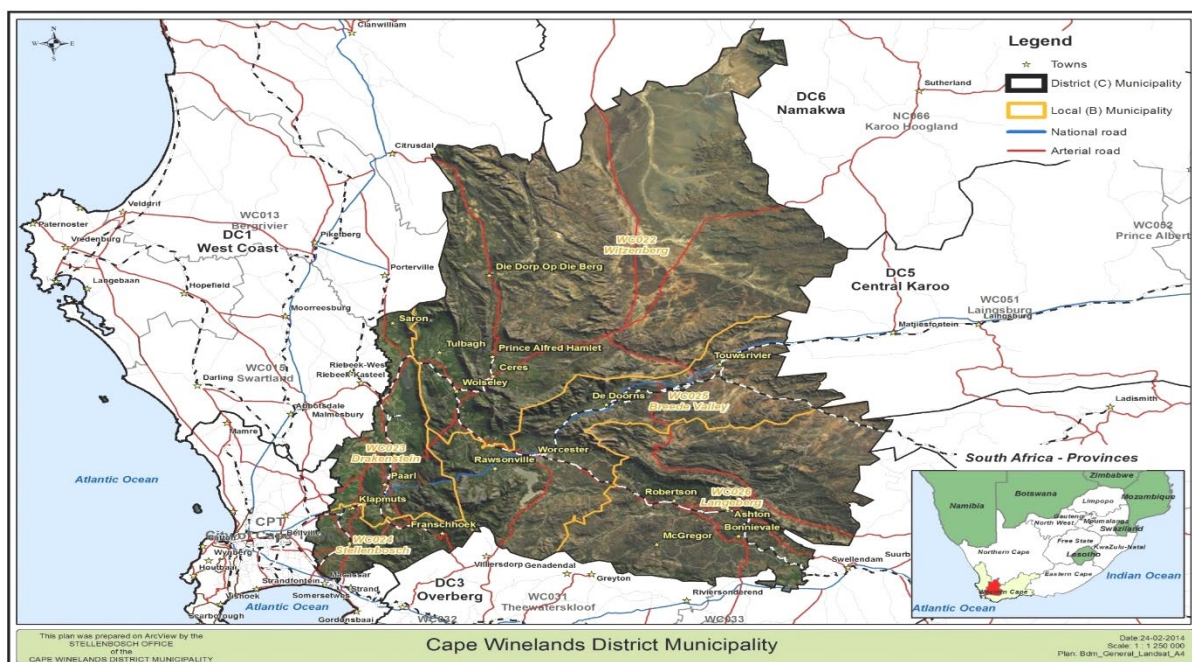 Clanwilliam
Legend
Towns
District (C) Municipality
Local (B) Municipality
National road
Arterial road
DC6
Namakwa
Sutherland
NC066
Karoo Hoogland
Citrusdal
Velddrif
Paternoster
WC013
Bergrivier
DC1
West Coast
Piketberg
Vredenburg
Langebaan
Hopefield
Porterville
Moorreesburg
WC022
Witzenberg
Die Dorp Op Die Berg
WC052
Prince Albert
DC5
Central Karoo
WC051
Laingsburg
Laingsburg
Matjiesfontein
Saron
Tulbagh
Prince Alfred Hamlet
Ceres
Wolseley
Touwsrivier
De Doorns
WC025
Breede Valley
Riebeek-West
Riebeek-Kasteel
WC015
Swartland
Darling
Abbotsdale
Malmesbury
Mamre
Ladismith
WC023
Drakenstein
Paarl
Rawsonville
Worcester
Klapmuts
Franschhoek
WC024
Stellenbosch
Robertson
WC026
Langeberg
Ashton
Bonnievale
McGregor
Atlantic Ocean
CPT
Bellville
Wynberg
Houtbaai
Strandfontein
Strand
Somersetwes
Vishoek
Gordonsbaai
Scarborough
Atlantic Ocean
DC3
Overberg
Villiersdorp
Genadendal
Greyton
WC031
Theewaterskloof
WC032
WC033
Riviersonderend
Swellendam
Suurb
South Africa - Provinces
Zimbabwe
Botswana
Namibia
Mozambique
Limpopo
Gauteng
North West
Mpumalanga
Swaziland
Free State
KwaZulu-Natal
Lesotho
Northern Cape
Eastern Cape
Western Cape
Indian Ocean
Atlantic Ocean
This plan was prepared on ArcView by the
STELLENBOSCH OFFICE
of the
CAPE WINELANDS DISTRICT MUNICIPALITY
Cape Winelands District Municipality
Date:24-02-2014
Scale: 1 : 1 250 000
Plan: Bdm_General_Landsat_A4